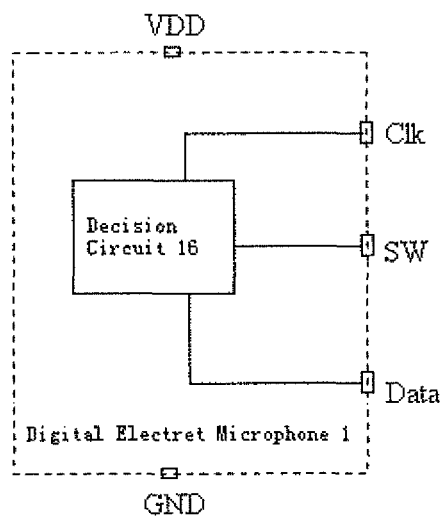 VDD
Clk
Decision
Circuit 16
SW
Data
Digital Electret Microphone 1
GND